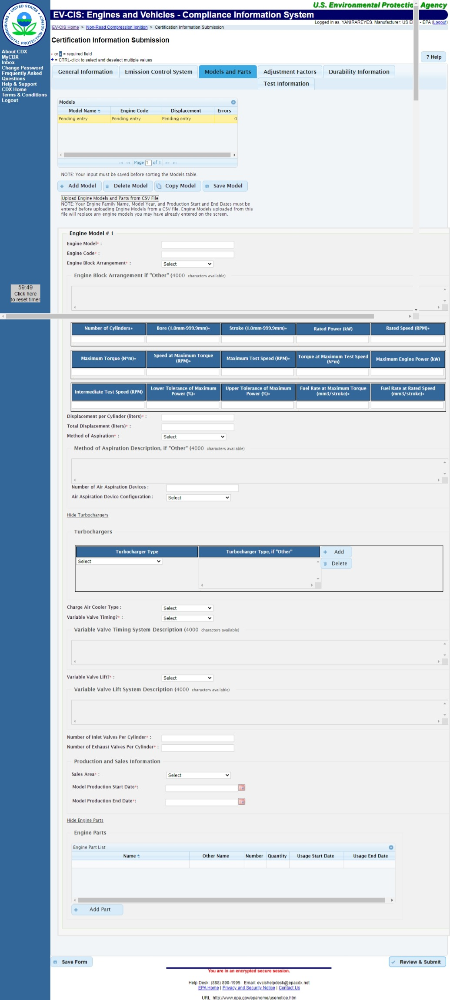 U.S. Environmental Protection Agency
UNITED STATES
ENVIRONMENTAL PROTECTION AGENCY
EV-CIS: Engines and Vehicles - Compliance Information System
Logged in as, YANIRAREYES. Manufacturer: US E - EPA (Logout)
EV-CIS Home > Non-Road Compression Ignition > Certification Information Submission
Certification Information Submission
* or * = required field
+ = CTRL-click to select and deselect multiple values
? Help
About CDX
MyCDX
Inbox
Change Password
Frequently Asked
Questions
Help & Support
CDX Home
Terms & Conditions
Logout
General Information Emission Control System Models and Parts Adjustment Factors Durability Information
Test Information
Models
Model Name Engine Code Displacement Errors
Pending entry Pending entry Pending entry 0
Page 1 of 1
NOTE: Your input must be saved before sorting the Models table.
Add Model Delete Model Copy Model Save Model
Upload Engine Models and Parts from CSV File
NOTE: Your Engine Family Name, Model Year, and Production Start and End Dates must be
entered before uploading Engine Models from a CSV file. Engine Models uploaded from this
file will replace any engine models you may have already entered on the screen.
Engine Model # 1
Engine Model* :
Engine Code* :
Engine Block Arrangement* : Select
Engine Block Arrangement if "Other" (4000 characters available)
59:49
Click here
to reset timer
Number of Cylinders* Bore (1.0mm-999.9mm)* Stroke (1.0mm-999.9mm)* Rated Power (kW) Rated Speed (RPM)*
Maximum Torque (N*m)* Speed at Maximum Torque (RPM)* Maximum Test Speed (RPM)* Torque at Maximum Test Speed (N*m) Maximum Engine Power (kW)
Intermediate Test Speed (RPM) Lower Tolerance of Maximum Power (%)* Upper Tolerance of Maximum Power (%)* Fuel Rate at Maximum Torque (mm3/stroke)* Fuel Rate at Rated Speed (mm3/stroke)*
Displacement per Cylinder (liters)* :
Total Displacement (liters)* :
Method of Aspiration* : Select
Method of Aspiration Description, if "Other" (4000 characters available)
Number of Air Aspiration Devices :
Air Aspiration Device Configuration : Select
Hide Turbochargers
Turbochargers
Turbocharger Type Turbocharger Type, if "Other" Add
Select Delete
Charge Air Cooler Type : Select
Variable Valve Timing?* : Select
Variable Valve Timing System Description (4000 characters available)
Variable Valve Lift?* : Select
Variable Valve Lift System Description (4000 characters available)
Number of Inlet Valves Per Cylinder* :
Number of Exhaust Valves Per Cylinder* :
Production and Sales Information
Sales Area* : Select
Model Production Start Date*:
Model Production End Date*:
Hide Engine Parts
Engine Parts
Engine Part List
Name Other Name Number Quantity Usage Start Date Usage End Date
Add Part
Save Form Review & Submit
You are in an encrypted secure session.
Help Desk: (888) 890-1995 Email: evcishelpdesk@epacdx.net
EPA Home | Privacy and Security Notice | Contact Us
URL: http://www.epa.gov/epahome/usenotice.htm